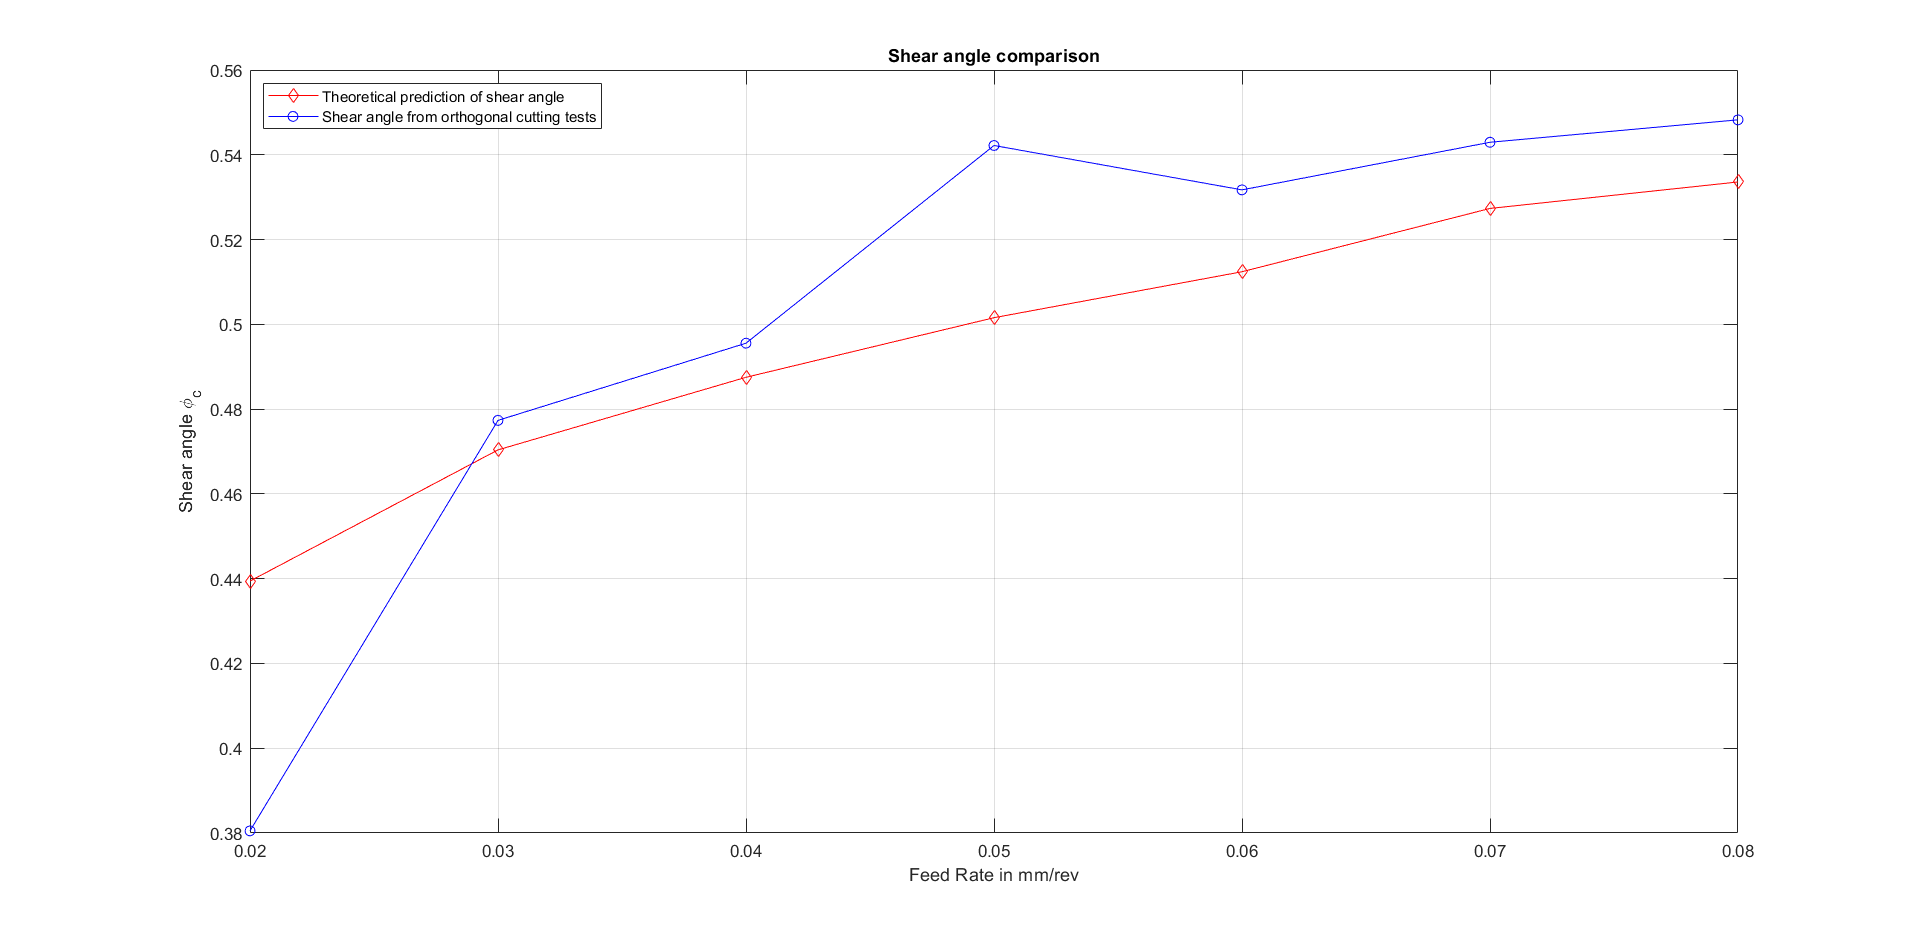 Shear angle comparison
Theoretical prediction of shear angle
Shear angle from orthogonal cutting tests
0.56
0.54
0.52
0.5
0.48
0.46
0.44
0.42
0.4
0.38
Shear angle ϕc
0.02 0.03 0.04 0.05 0.06 0.07 0.08
Feed Rate in mm/rev